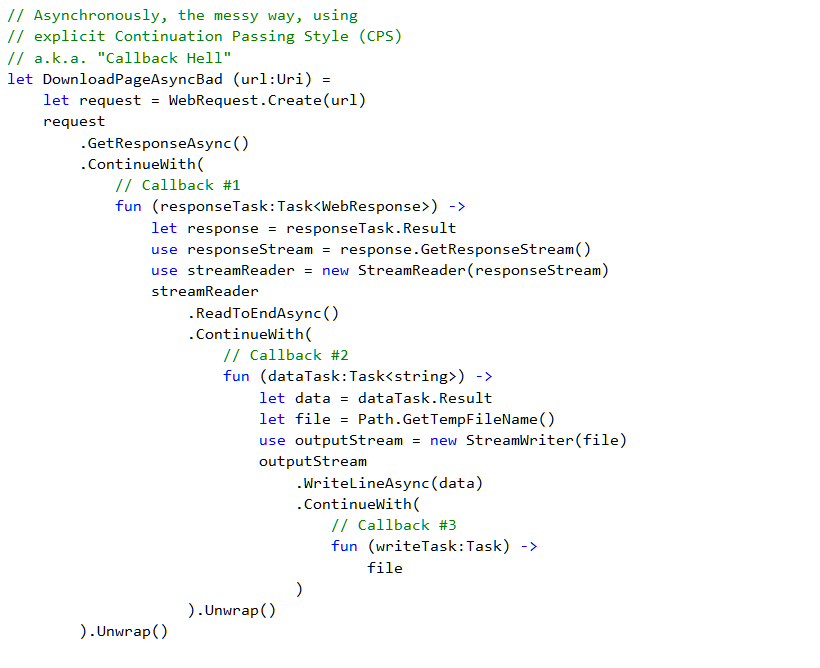 // Asynchronously, the messy way, using
// explicit Continuation Passing Style (CPS)
// a.k.a. "Callback Hell"
let DownloadPageAsyncBad (url:Uri) =
    let request = WebRequest.Create(url)
    request
        .GetResponseAsync()
        .ContinueWith(
            // Callback #1
            fun (responseTask:Task<WebResponse>) ->
                let response = responseTask.Result
                use responseStream = response.GetResponseStream()
                use streamReader = new StreamReader(responseStream)
                streamReader
                    .ReadToEndAsync()
                    .ContinueWith(
                        // Callback #2
                        fun (dataTask:Task<string>) ->
                            let data = dataTask.Result
                            let file = Path.GetTempFileName()
                            use outputStream = new StreamWriter(file)
                            outputStream
                                .WriteLineAsync(data)
                                .ContinueWith(
                                    // Callback #3
                                    fun (writeTask:Task) ->
                                        file
                                )
                    ).Unwrap()
        ).Unwrap()